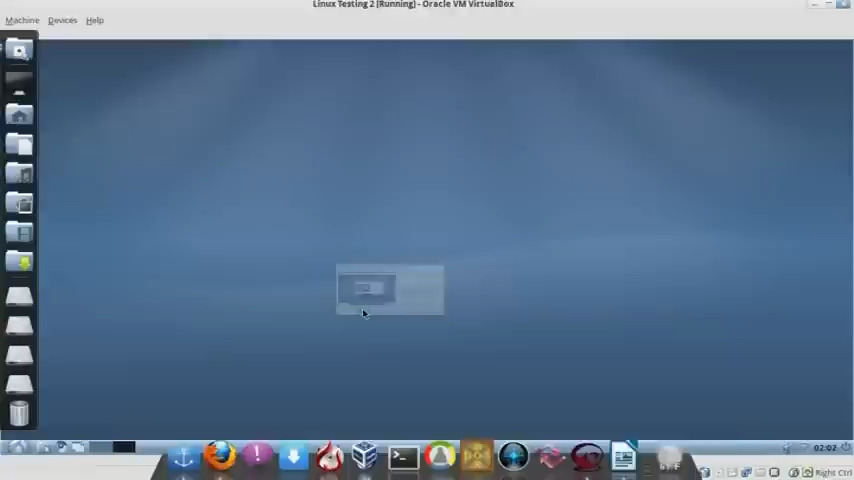 Linux Testing 2 [Running] - Oracle VM VirtualBox
Machine Devices Help
02:02
Right Ctrl